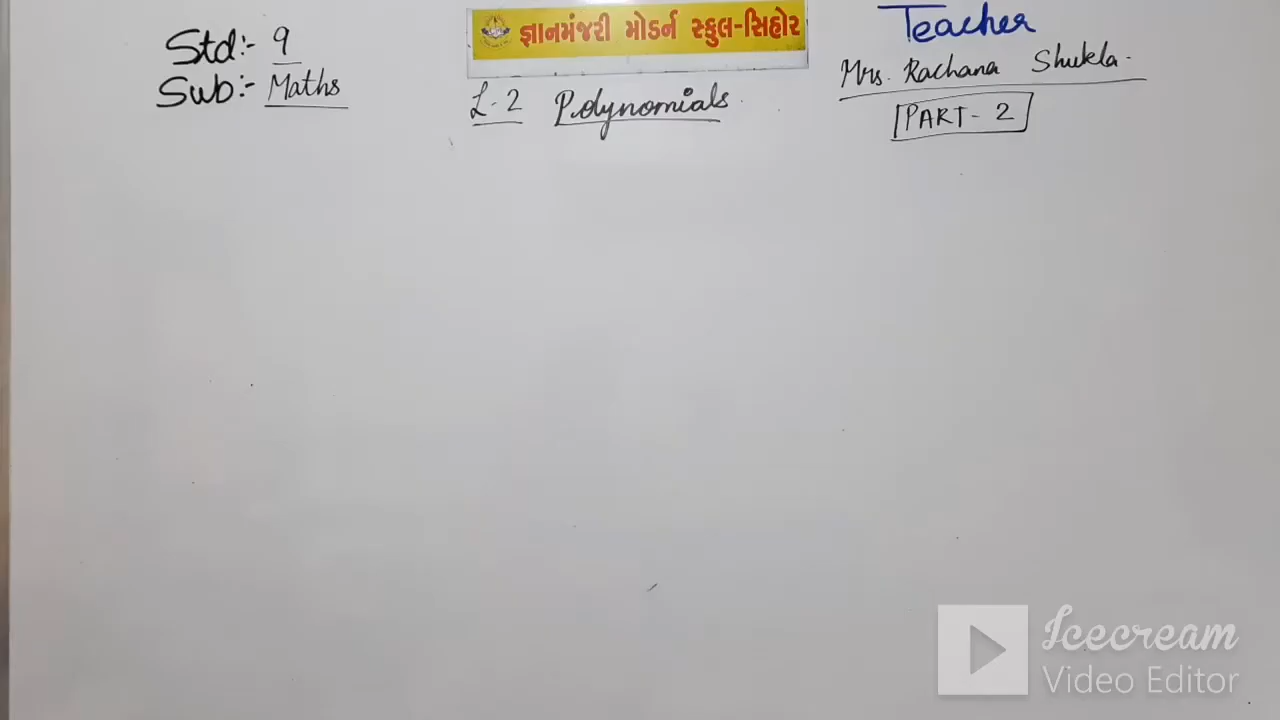 Std:- 9
Sub:- Maths
જ્ઞાનમંજરી મોડર્ન સ્કુલ-સિહોર
L-2 Polynomials
Teacher
Mrs. Rachana Shukla.
PART-2
Icecream
Video Editor